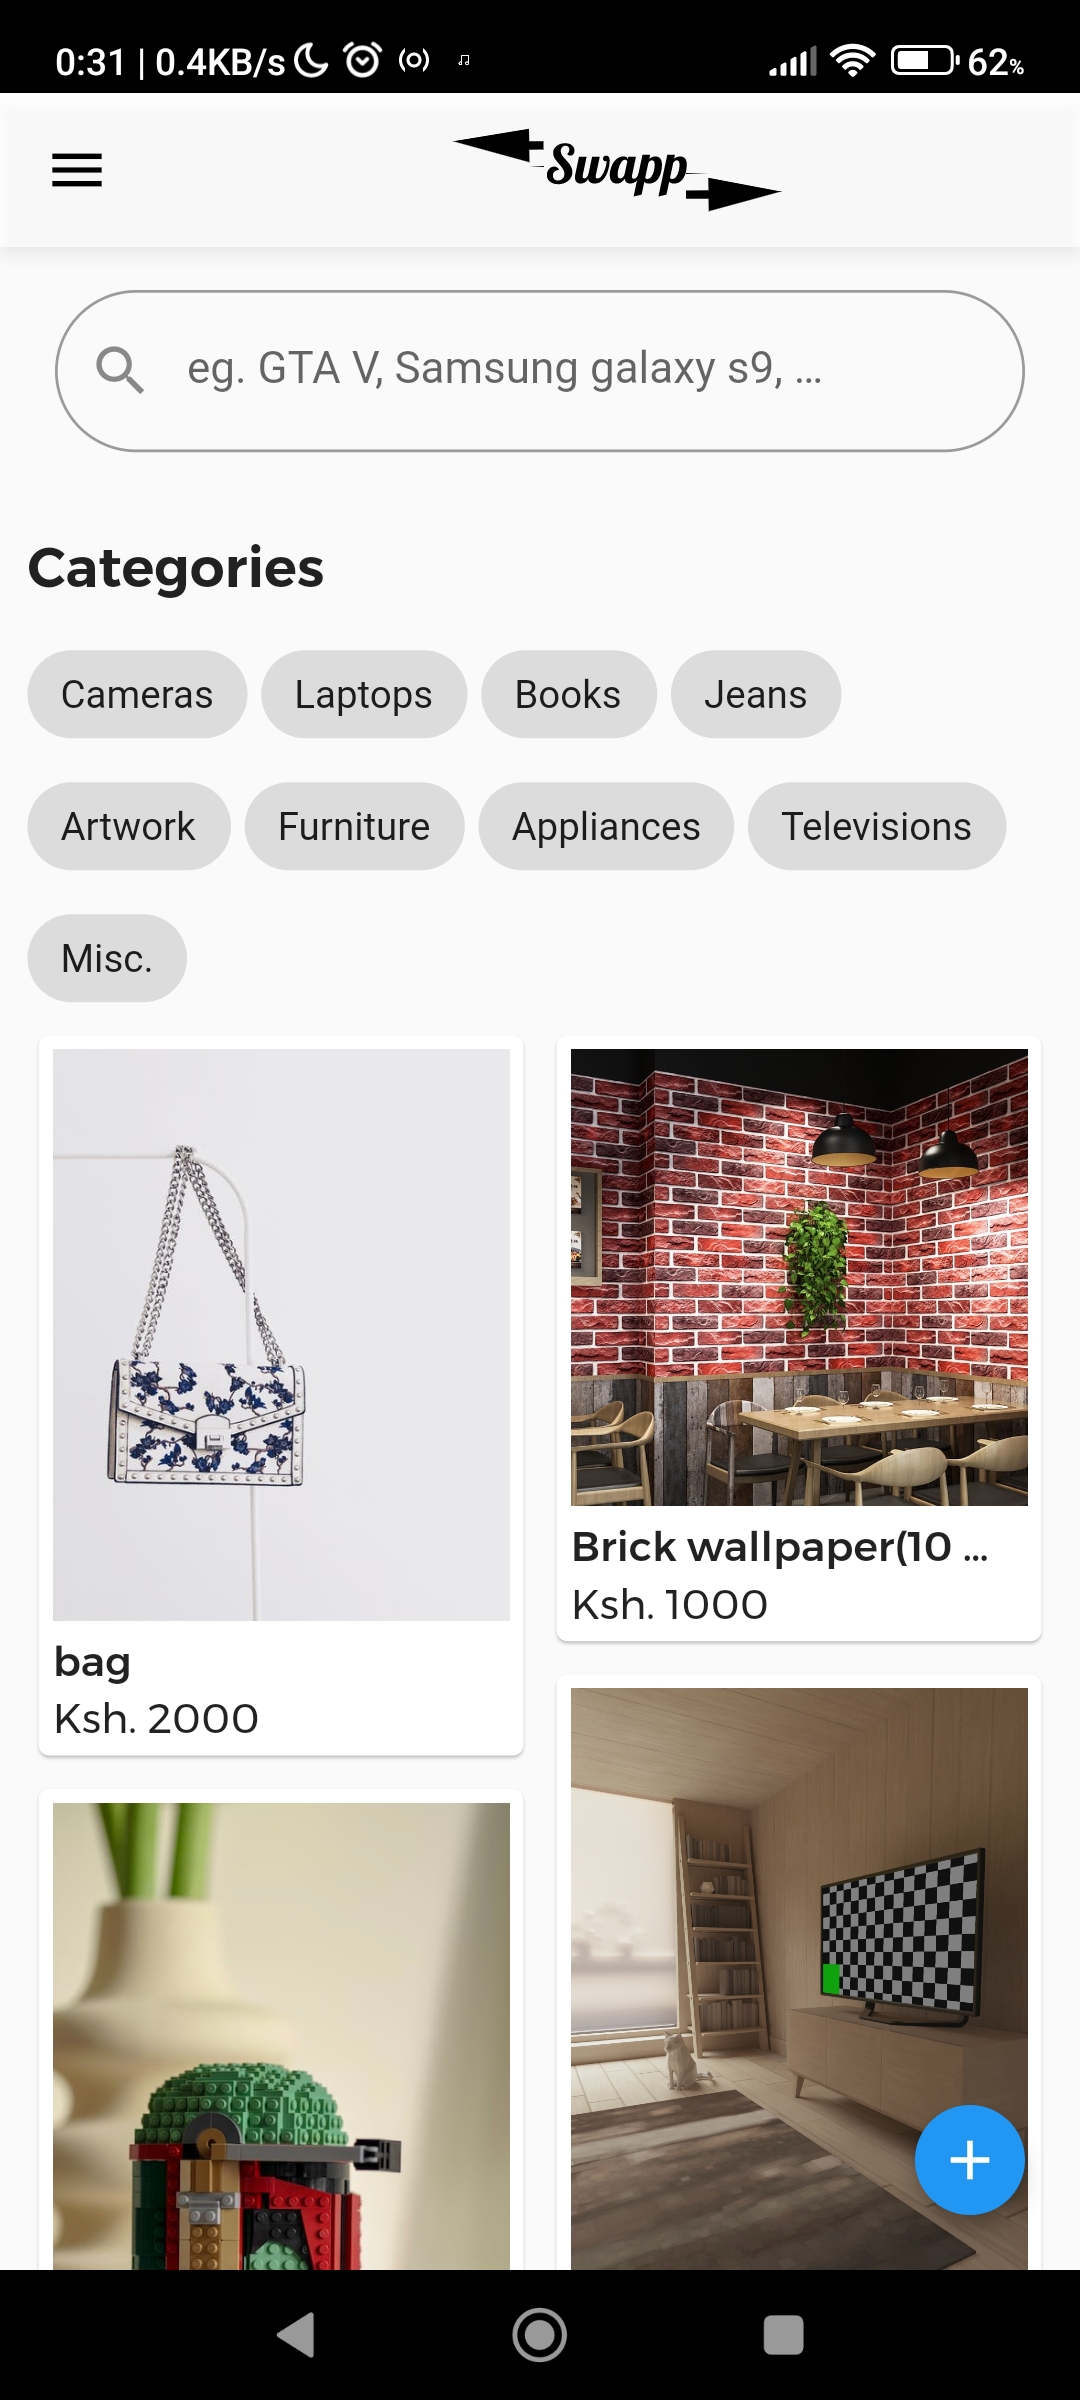 0:31 | 0.4KB/s
62%
Swapp
eg. GTA V, Samsung galaxy s9, ...
Categories
Cameras
Laptops
Books
Jeans
Artwork
Furniture
Appliances
Televisions
Misc.
bag
Ksh. 2000
Brick wallpaper(10 ...
Ksh. 1000